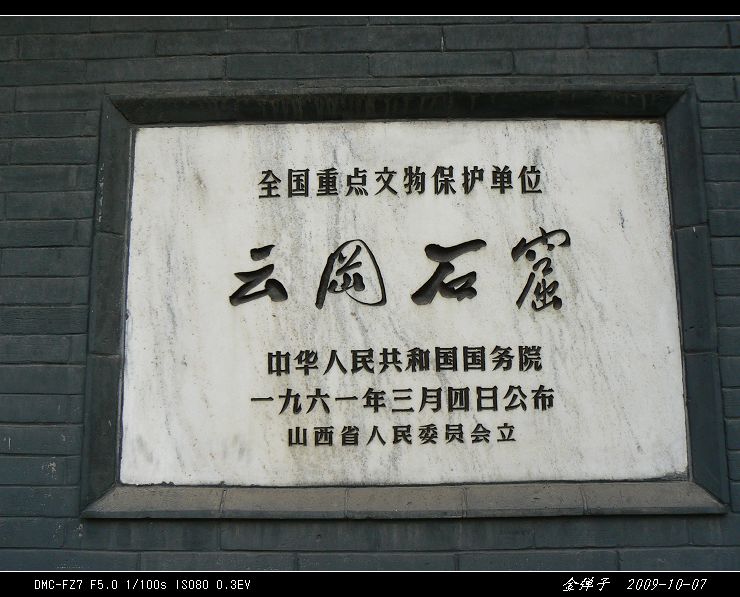 全国重点文物保护单位
云岡石窟
中华人民共和国国务院
一九六一年三月四日公布
山西省人民委员会立
DMC-FZ7 F5.0 1/100s ISO80 0.3EV
金弹子 2009-10-07